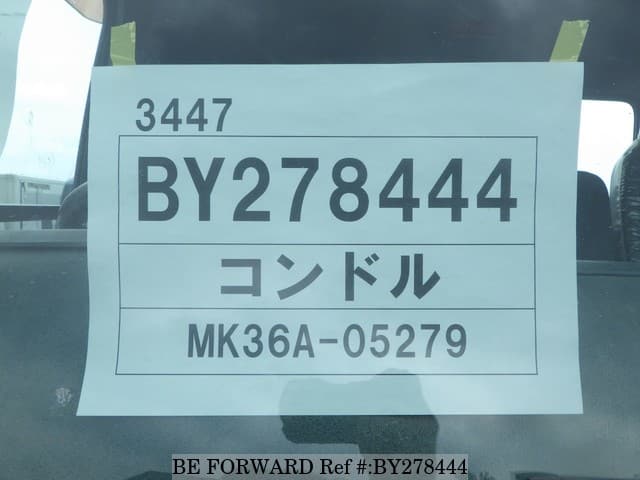 3447
BY278444
コンドル
MK36A-05279
BE FORWARD Ref #:BY278444